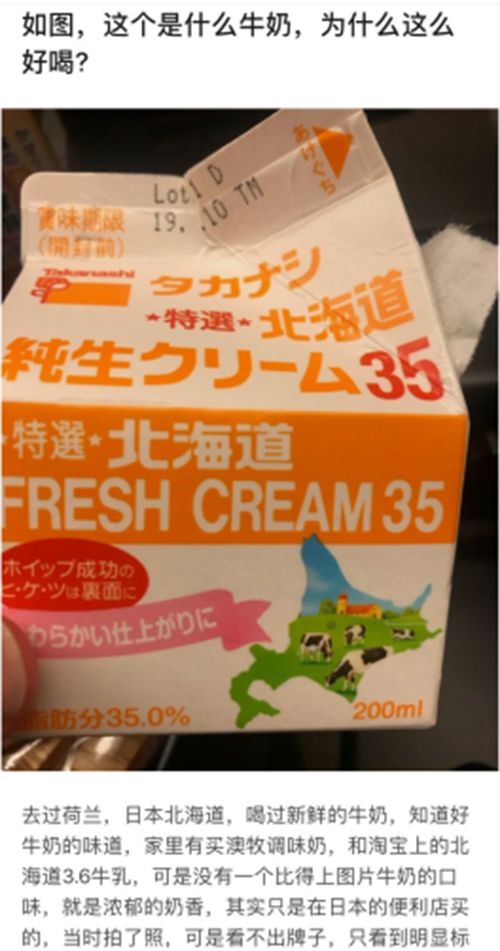 如图，这个是什么牛奶，为什么这么
好喝？
あけくち
Lot1 D
19. .10 TM
賞味期限
（開封前）
Takanashi
タカナシ
★特選★北海道
純生クリーム35
★特選★北海道
FRESH CREAM 35
ホイップ成功の
ヒ・ケ・ツは裏面に
わらかい仕上がりに
脂肪分35.0%
200ml
去过荷兰，日本北海道，喝过新鲜的牛奶，知道好
牛奶的味道，家里有买澳牧调味奶，和淘宝上的北
海道3.6牛乳，可是没有一个比得上图片牛奶的口
味，就是浓郁的奶香，其实只是在日本的便利店买
的，当时拍了照，可是看不出牌子，只看到明显标